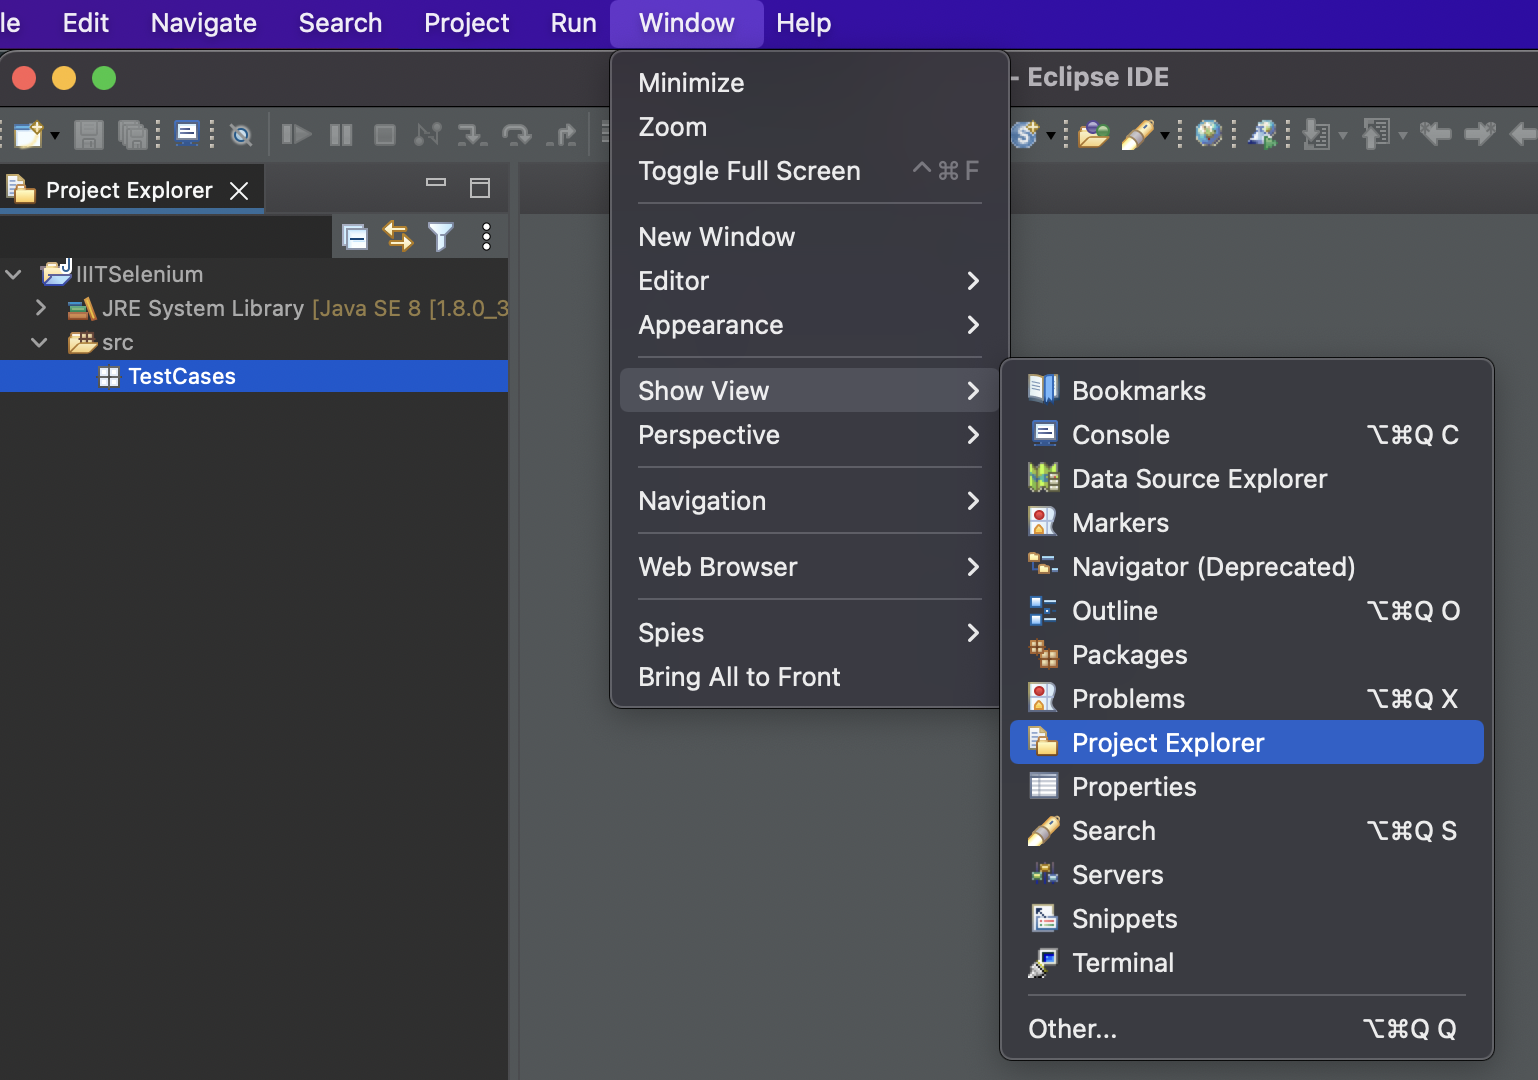 le Edit Navigate Search Project Run Window Help
- Eclipse IDE
Project Explorer
IIITSelenium
JRE System Library [Java SE 8 [1.8.0_3
src
TestCases
Minimize
Zoom
Toggle Full Screen ^⌘F
New Window
Editor
Appearance
Show View
Perspective
Navigation
Web Browser
Spies
Bring All to Front
Bookmarks
Console ⌥⌘Q C
Data Source Explorer
Markers
Navigator (Deprecated)
Outline ⌥⌘Q O
Packages
Problems ⌥⌘Q X
Project Explorer
Properties
Search ⌥⌘Q S
Servers
Snippets
Terminal
Other... ⌥⌘Q Q